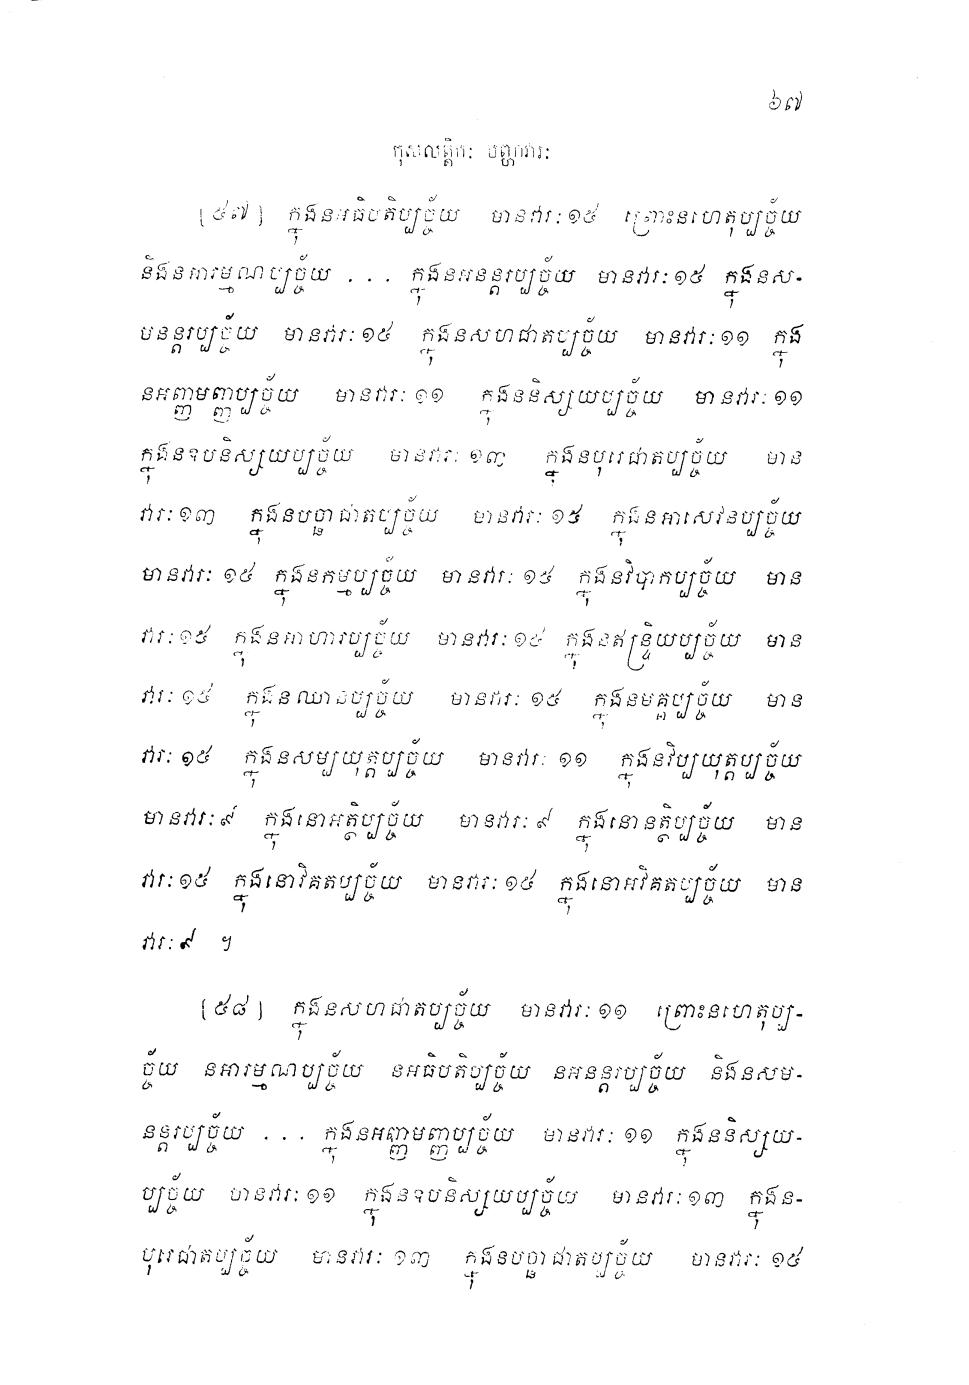 ៦៧
កុសលត្តិកៈ បញ្ហាវារៈ
[៥៧] ក្នុងនអធិបតិប្បច្ច័យ មានវារៈ១៥ ព្រោះនហេតុប្បច្ច័យ
និងនអារម្មណប្បច្ច័យ ... ក្នុងនអនន្តរប្បច្ច័យ មានវារៈ១៥ ក្នុងនស-
មនន្តរប្បច្ច័យ មានវារៈ១៥ ក្នុងនសហជាតប្បច្ច័យ មានវារៈ១១ ក្នុង
នអញ្ញមញ្ញប្បច្ច័យ មានវារៈ ១១ ក្នុងននិស្សយប្បច្ច័យ មានវារៈ១១
ក្នុងនឧបនិស្សយប្បច្ច័យ មានវារៈ ១៣ ក្នុងនបុរេជាតប្បច្ច័យ មាន
វារៈ១៣ ក្នុងនបច្ឆាជាតប្បច្ច័យ មានវារៈ ១៥ ក្នុងនអាសេវនប្បច្ច័យ
មានវារៈ ១៥ ក្នុងនកម្មប្បច្ច័យ មានវារៈ ១៥ ក្នុងនវិបាកប្បច្ច័យ មាន
វារៈ១៥ ក្នុងនអាហារប្បច្ច័យ មានវារៈ១៥ ក្នុងនឥន្ទ្រិយប្បច្ច័យ មាន
វារៈ ១៥ ក្នុងនឈានប្បច្ច័យ មានវារៈ ១៥ ក្នុងនមគ្គប្បច្ច័យ មាន
វារៈ ១៥ ក្នុងនសម្បយុត្តប្បច្ច័យ មានវារៈ ១១ ក្នុងនវិប្បយុត្តប្បច្ច័យ
មានវារៈ៩ ក្នុងនោអត្ថិប្បច្ច័យ មានវារៈ៩ ក្នុងនោនត្ថិប្បច្ច័យ មាន
វារៈ១៥ ក្នុងនោវិគតប្បច្ច័យ មានវារៈ១៥ ក្នុងនោអវិគតប្បច្ច័យ មាន
វារៈ៩ ។
[៥៨] ក្នុងនសហជាតប្បច្ច័យ មានវារៈ១១ ព្រោះនហេតុប្ប-
ច្ច័យ នអារម្មណប្បច្ច័យ នអធិបតិប្បច្ច័យ នអនន្តរប្បច្ច័យ និងនសម-
នន្តរប្បច្ច័យ ... ក្នុងនអញ្ញមញ្ញប្បច្ច័យ មានវារៈ ១១ ក្នុងននិស្សយ-
ប្បច្ច័យ មានវារៈ១១ ក្នុងនឧបនិស្សយប្បច្ច័យ មានវារៈ១៣ ក្នុងន-
បុរេជាតប្បច្ច័យ មានវារៈ ១៣ ក្នុងនបច្ឆាជាតប្បច្ច័យ មានវារៈ ១៥